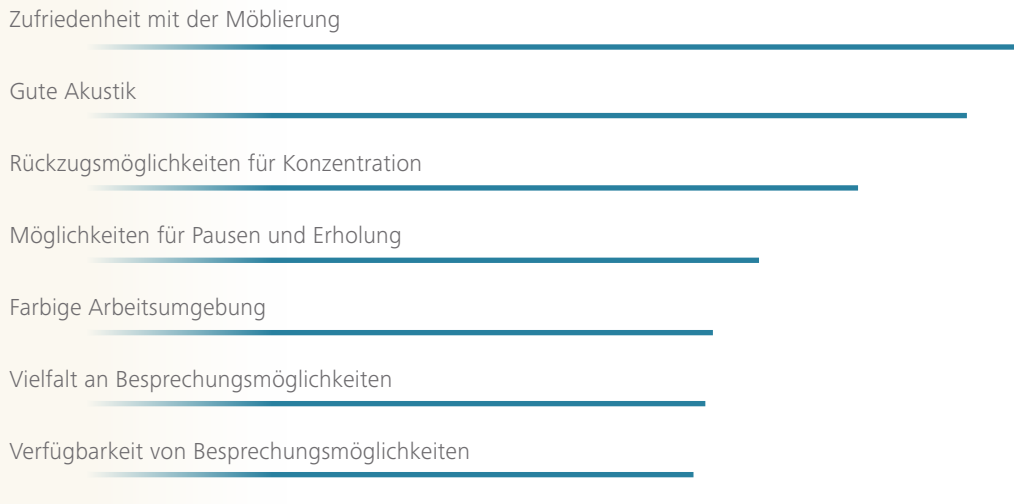 Zufriedenheit mit der Möblierung
Gute Akustik
Rückzugsmöglichkeiten für Konzentration
Möglichkeiten für Pausen und Erholung
Farbige Arbeitsumgebung
Vielfalt an Besprechungsmöglichkeiten
Verfügbarkeit von Besprechungsmöglichkeiten